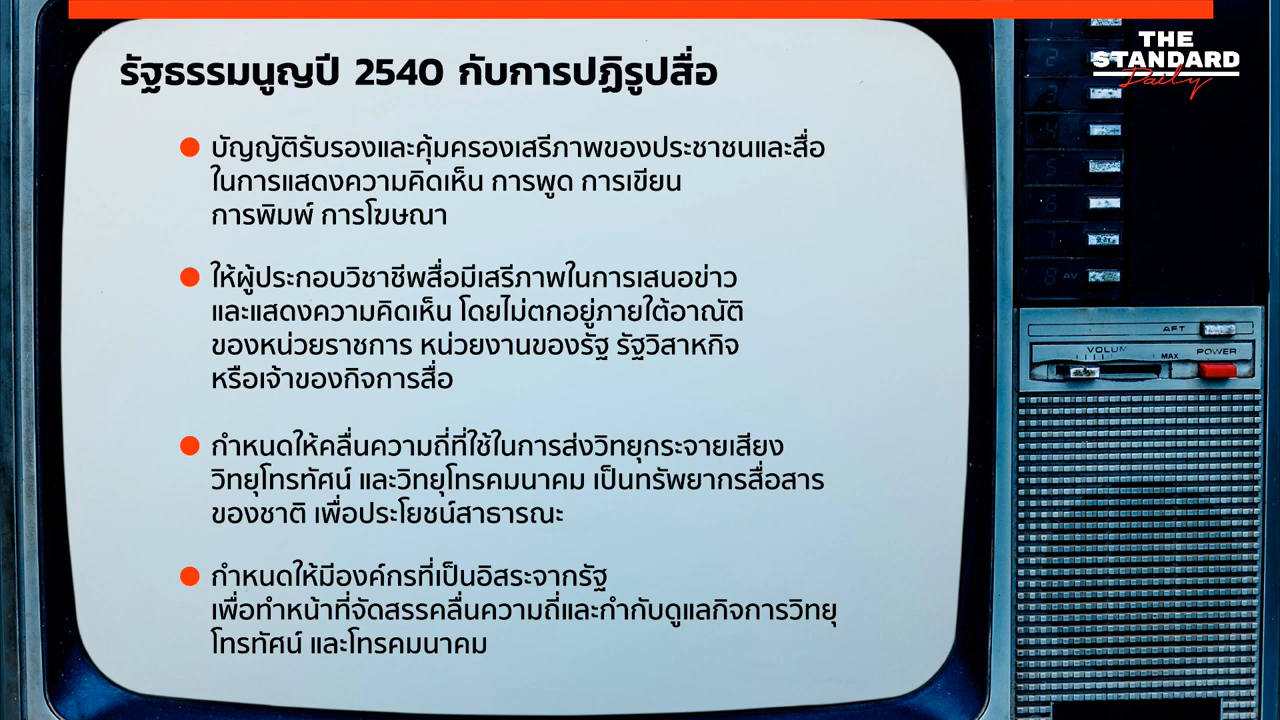 รัฐธรรมนูญปี 2540 กับการปฏิรูปสื่อ
บัญญัติรับรองและคุ้มครองเสรีภาพของประชาชนและสื่อ
ในการแสดงความคิดเห็น การพูด การเขียน
การพิมพ์ การโฆษณา
ให้ผู้ประกอบวิชาชีพสื่อมีเสรีภาพในการเสนอข่าว
และแสดงความคิดเห็น โดยไม่ตกอยู่ภายใต้อาณัติ
ของหน่วยราชการ หน่วยงานของรัฐ รัฐวิสาหกิจ
หรือเจ้าของกิจการสื่อ
กำหนดให้คลื่นความถี่ที่ใช้ในการส่งวิทยุกระจายเสียง
วิทยุโทรทัศน์ และวิทยุโทรคมนาคม เป็นทรัพยากรสื่อสาร
ของชาติ เพื่อประโยชน์สาธารณะ
กำหนดให้มีองค์กรที่เป็นอิสระจากรัฐ
เพื่อทำหน้าที่จัดสรรคลื่นความถี่และกำกับดูแลกิจการวิทยุ
โทรทัศน์ และโทรคมนาคม
THE
STANDARD
Daily
2
3
4
5
6
7
8 AV
AFT
VOLUM
MAX
POWER